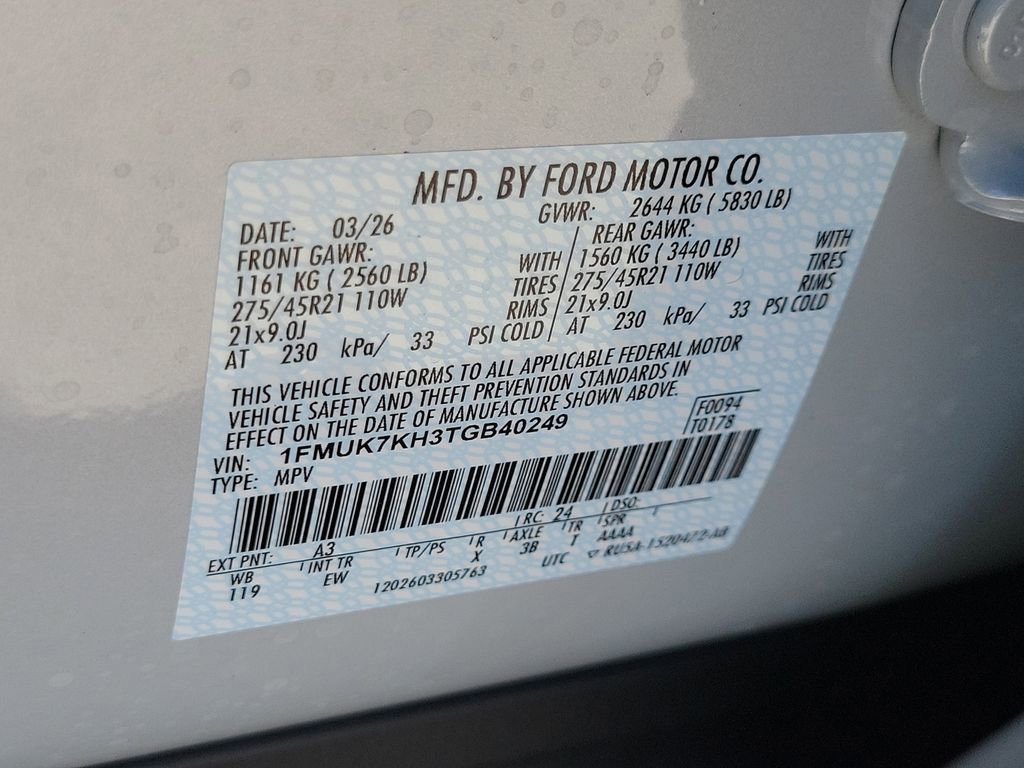 MFD. BY FORD MOTOR CO.
DATE: 03/26 GVWR: 2644 KG ( 5830 LB)
FRONT GAWR: REAR GAWR:
1161 KG ( 2560 LB) WITH 1560 KG ( 3440 LB) WITH
275/45R21 110W TIRES 275/45R21 110W TIRES
21x9.0J RIMS 21x9.0J RIMS
AT 230 kPa/ 33 PSI COLD AT 230 kPa/ 33 PSI COLD
THIS VEHICLE CONFORMS TO ALL APPLICABLE FEDERAL MOTOR
VEHICLE SAFETY AND THEFT PREVENTION STANDARDS IN
EFFECT ON THE DATE OF MANUFACTURE SHOWN ABOVE.
F0094
VIN: 1FMUK7KH3TGB40249 T0178
TYPE: MPV
EXT PNT: A3 RC: 24 DSO:
WB INT TR TP/PS R AXLE TR SPR
119 EW X 3B T AAAA
1202603305763 UTC ▽ RU5A-1520472-AB